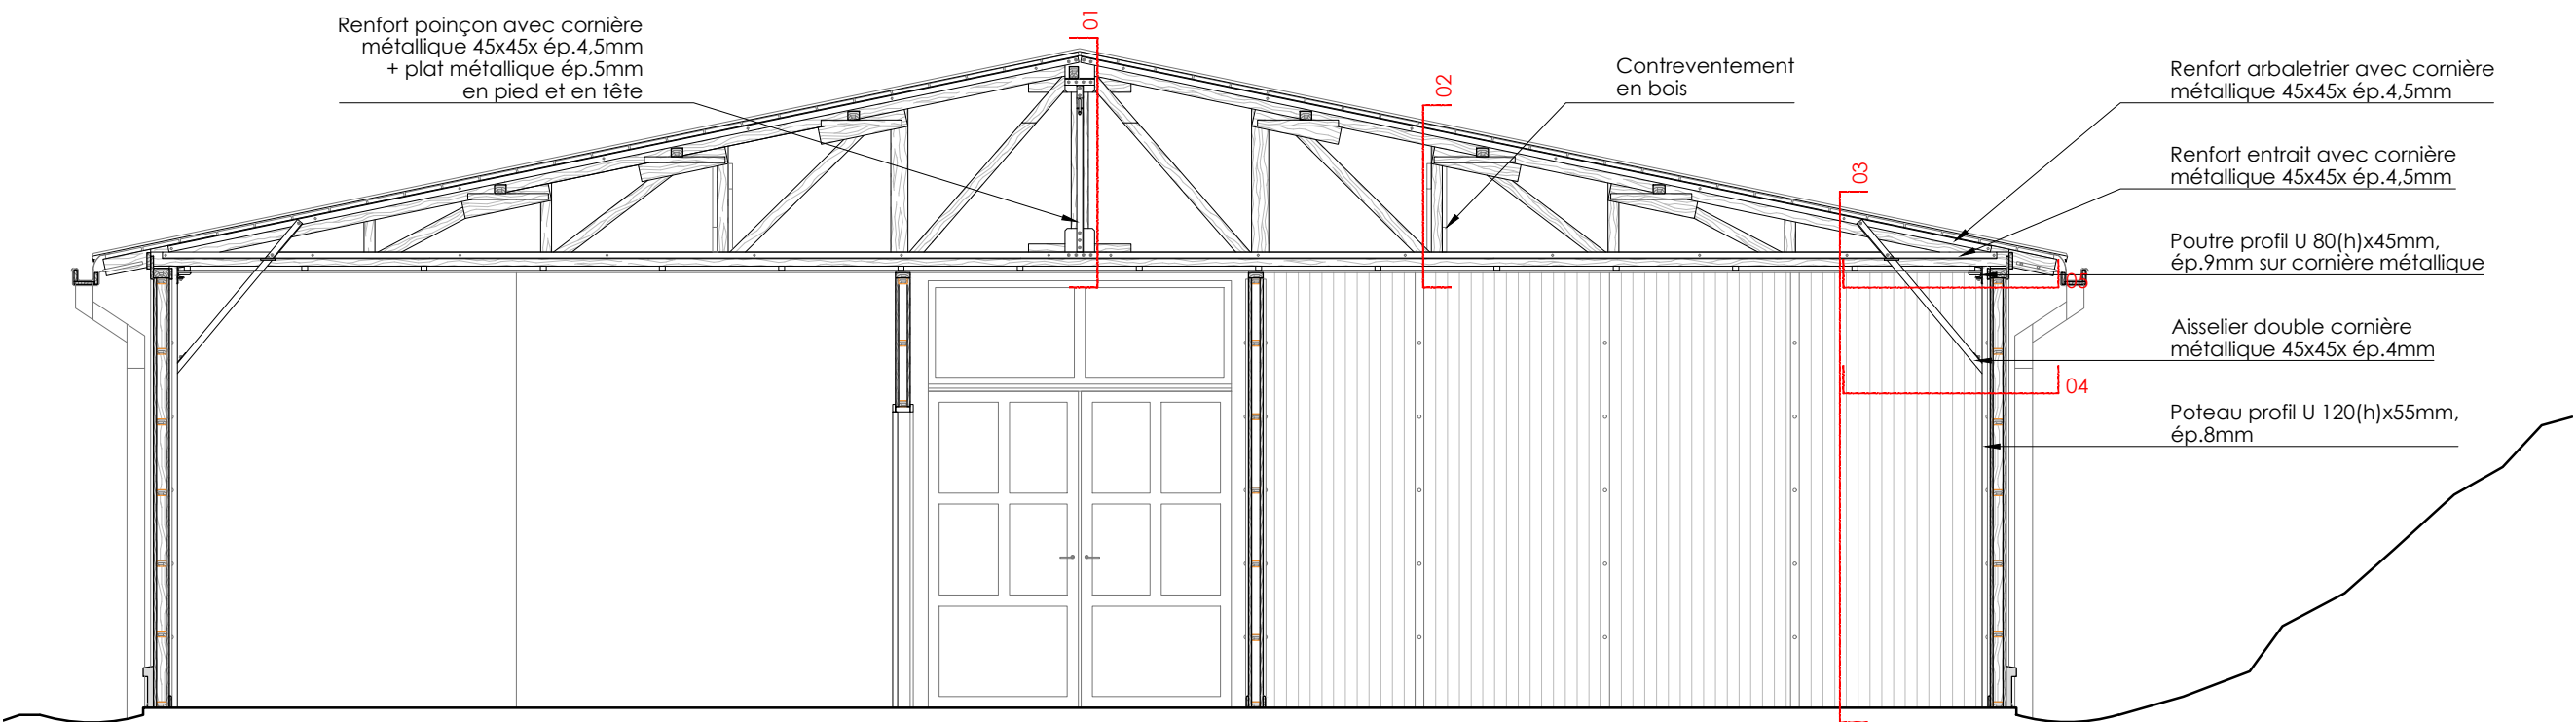 Renfort poinçon avec cornière
métallique 45x45x ép.4,5mm
+ plat métallique ép.5mm
en pied et en tête
01
02
Contreventement
en bois
03
Renfort arbaletrier avec cornière
métallique 45x45x ép.4,5mm
Renfort entrait avec cornière
métallique 45x45x ép.4,5mm
Poutre profil U 80(h)x45mm,
ép.9mm sur cornière métallique
Aisselier double cornière
métallique 45x45x ép.4mm
04
Poteau profil U 120(h)x55mm,
ép.8mm